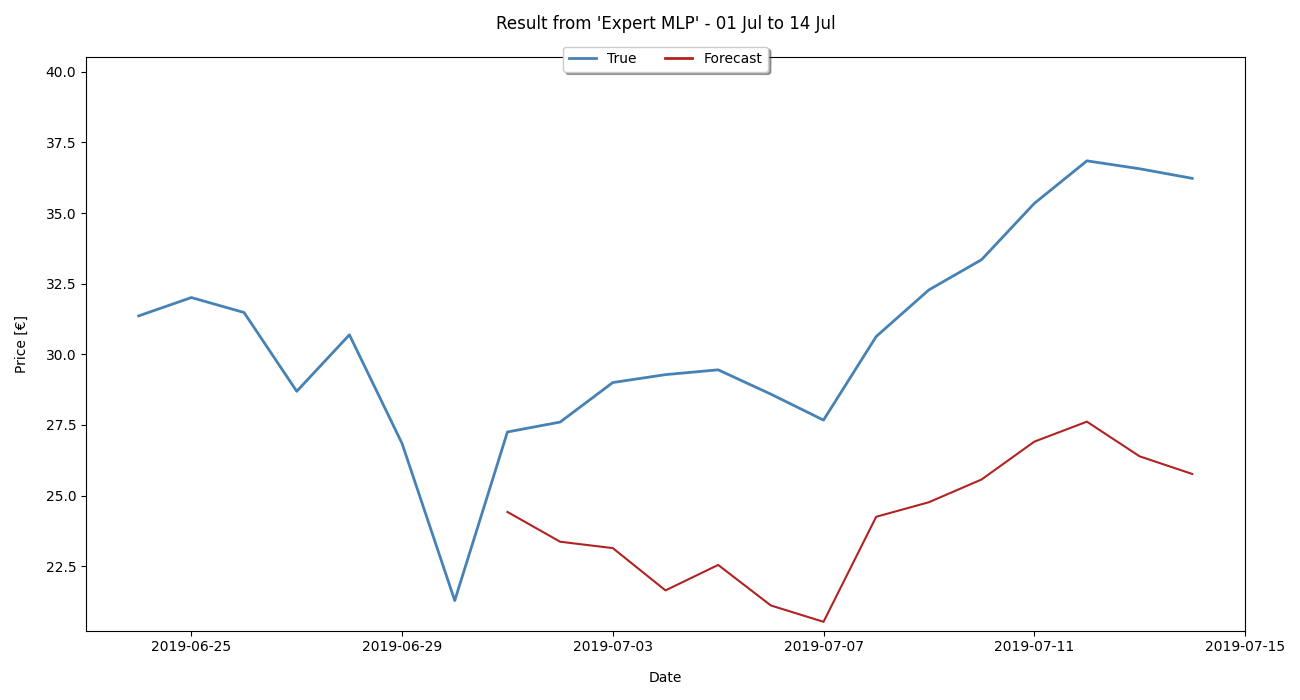 Result from 'Expert MLP' - 01 Jul to 14 Jul
True Forecast
40.0
37.5
35.0
32.5
30.0
27.5
25.0
22.5
Price [€]
2019-06-25 2019-06-29 2019-07-03 2019-07-07 2019-07-11 2019-07-15
Date